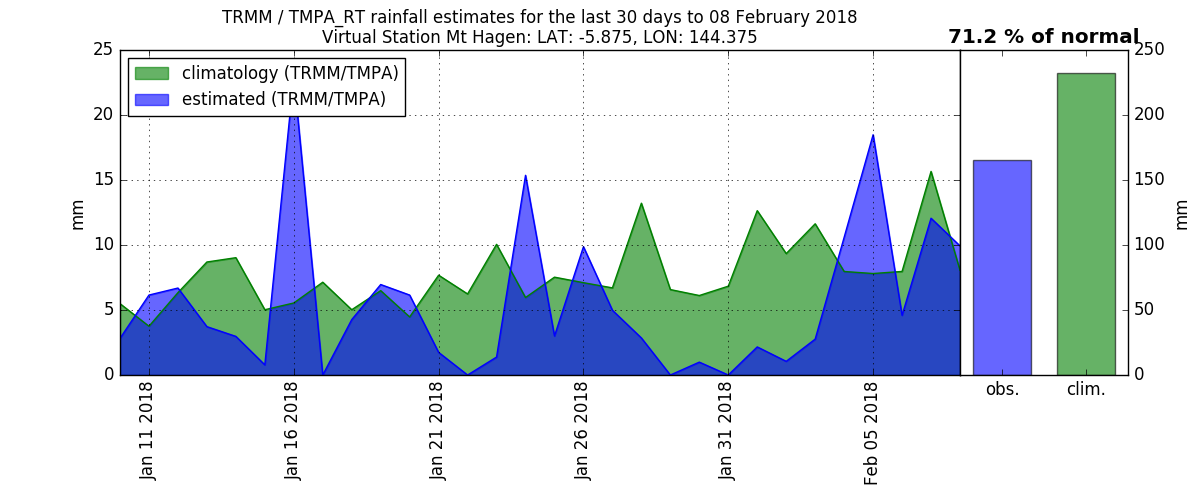 TRMM / TMPA_RT rainfall estimates for the last 30 days to 08 February 2018
Virtual Station Mt Hagen: LAT: -5.875, LON: 144.375
71.2 % of normal
climatology (TRMM/TMPA)
estimated (TRMM/TMPA)
25
20
15
10
5
0
mm
Jan 11 2018
Jan 16 2018
Jan 21 2018
Jan 26 2018
Jan 31 2018
Feb 05 2018
250
200
150
100
50
0
mm
obs.
clim.